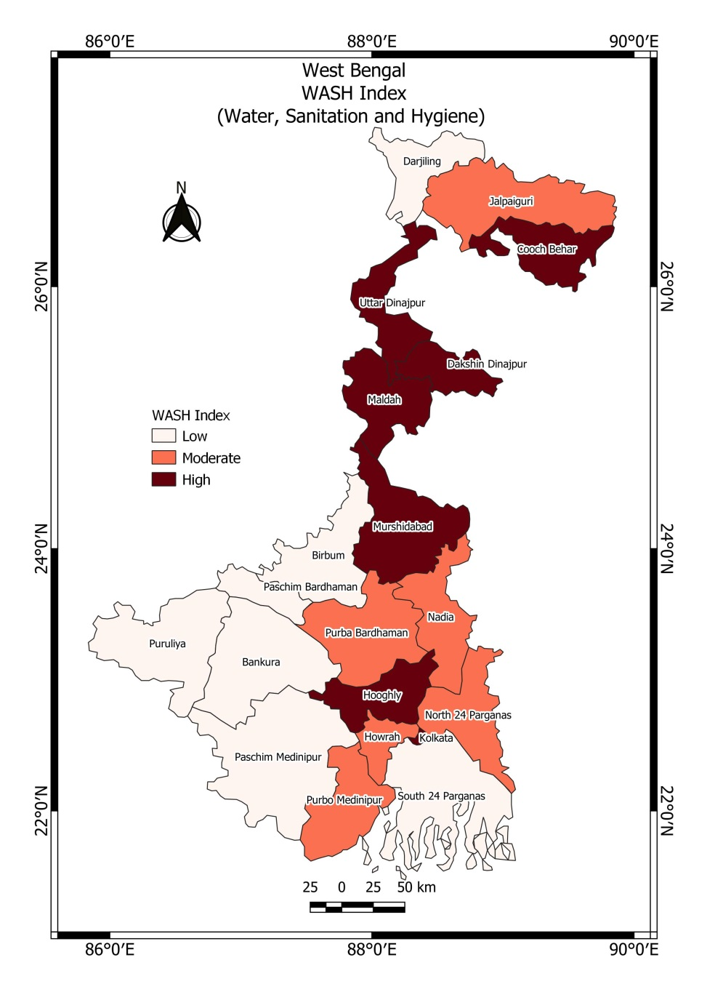 86°0′E 88°0′E 90°0′E
West Bengal
WASH Index
(Water, Sanitation and Hygiene)
Darjiling
N
Jalpaiguri
Cooch Behar
26°0′N 26°0′N
Uttar Dinajpur
Dakshin Dinajpur
Maldah
WASH Index
Low
Moderate
High
Murshidabad
24°0′N 24°0′N
Birbum
Paschim Bardhaman
Nadia
Purba Bardhaman
Puruliya
Bankura
Hooghly
North 24 Parganas
Howrah
Kolkata
Paschim Medinipur
South 24 Parganas
Purbo Medinipur
22°0′N 22°0′N
25 0 25 50 km
86°0′E 88°0′E 90°0′E